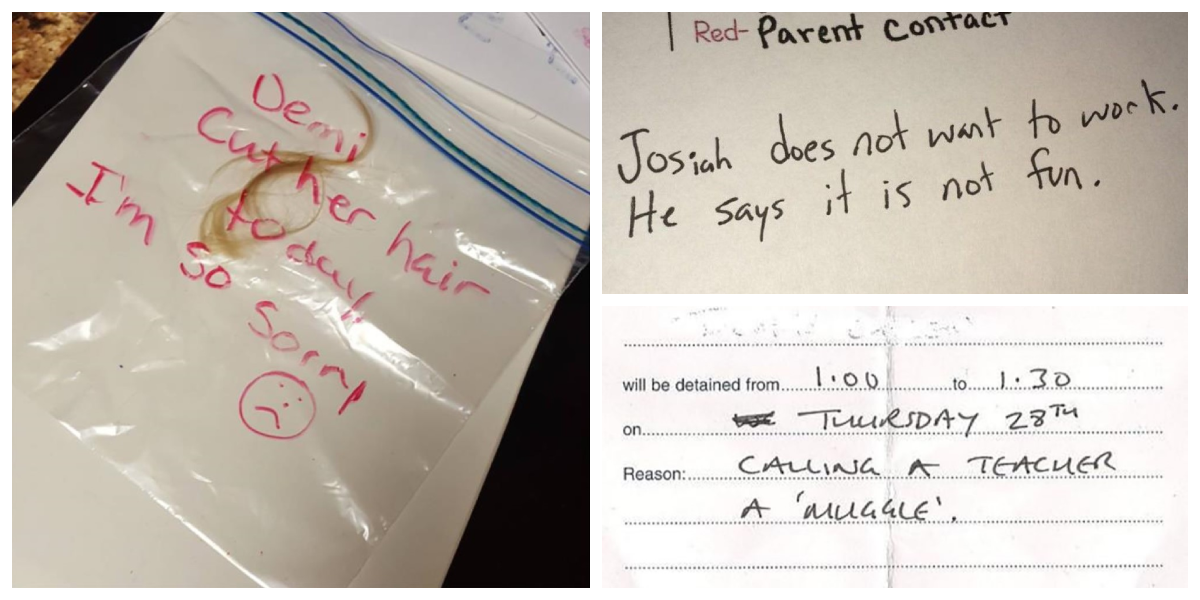 Demi
Cut her hair
today
I'm so sorry
Red- Parent Contact
Josiah does not want to work.
He says it is not fun.
will be detained from 1.00 to 1.30
on THURSDAY 28TH
Reason: CALLING A TEACHER
A 'MUGGLE'.